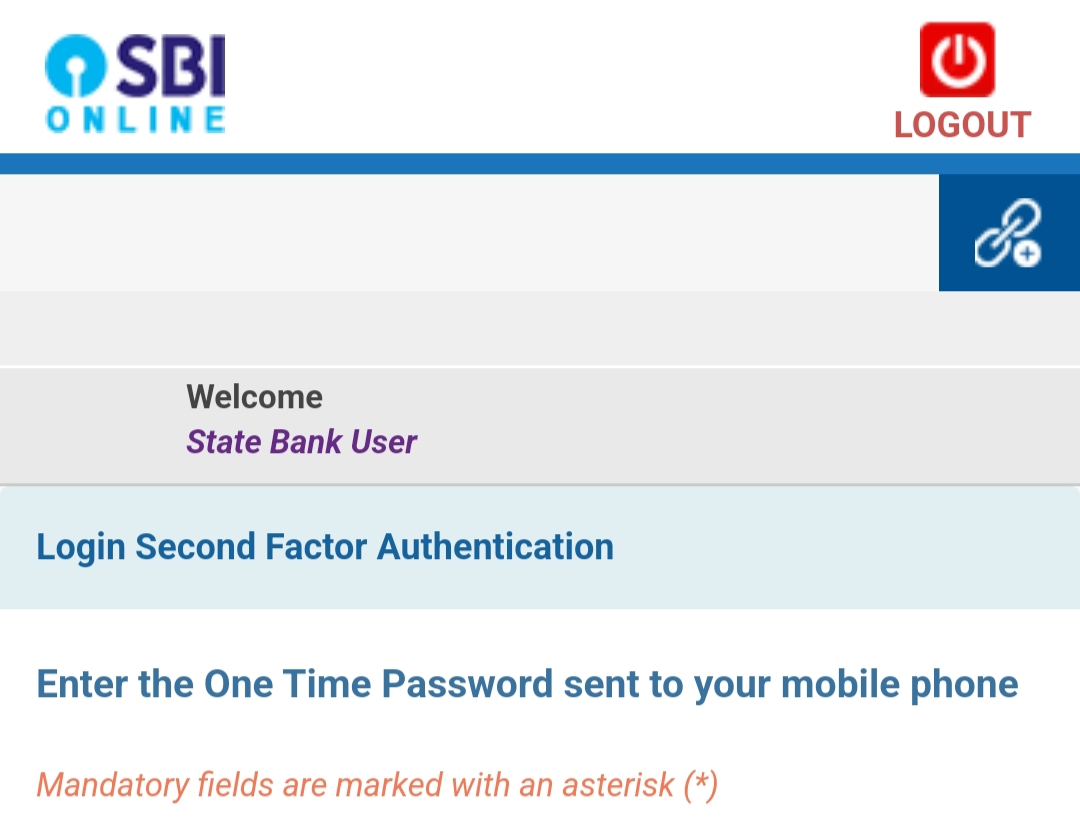 SBI
ONLINE
LOGOUT
Welcome
State Bank User
Login Second Factor Authentication
Enter the One Time Password sent to your mobile phone
Mandatory fields are marked with an asterisk (*)